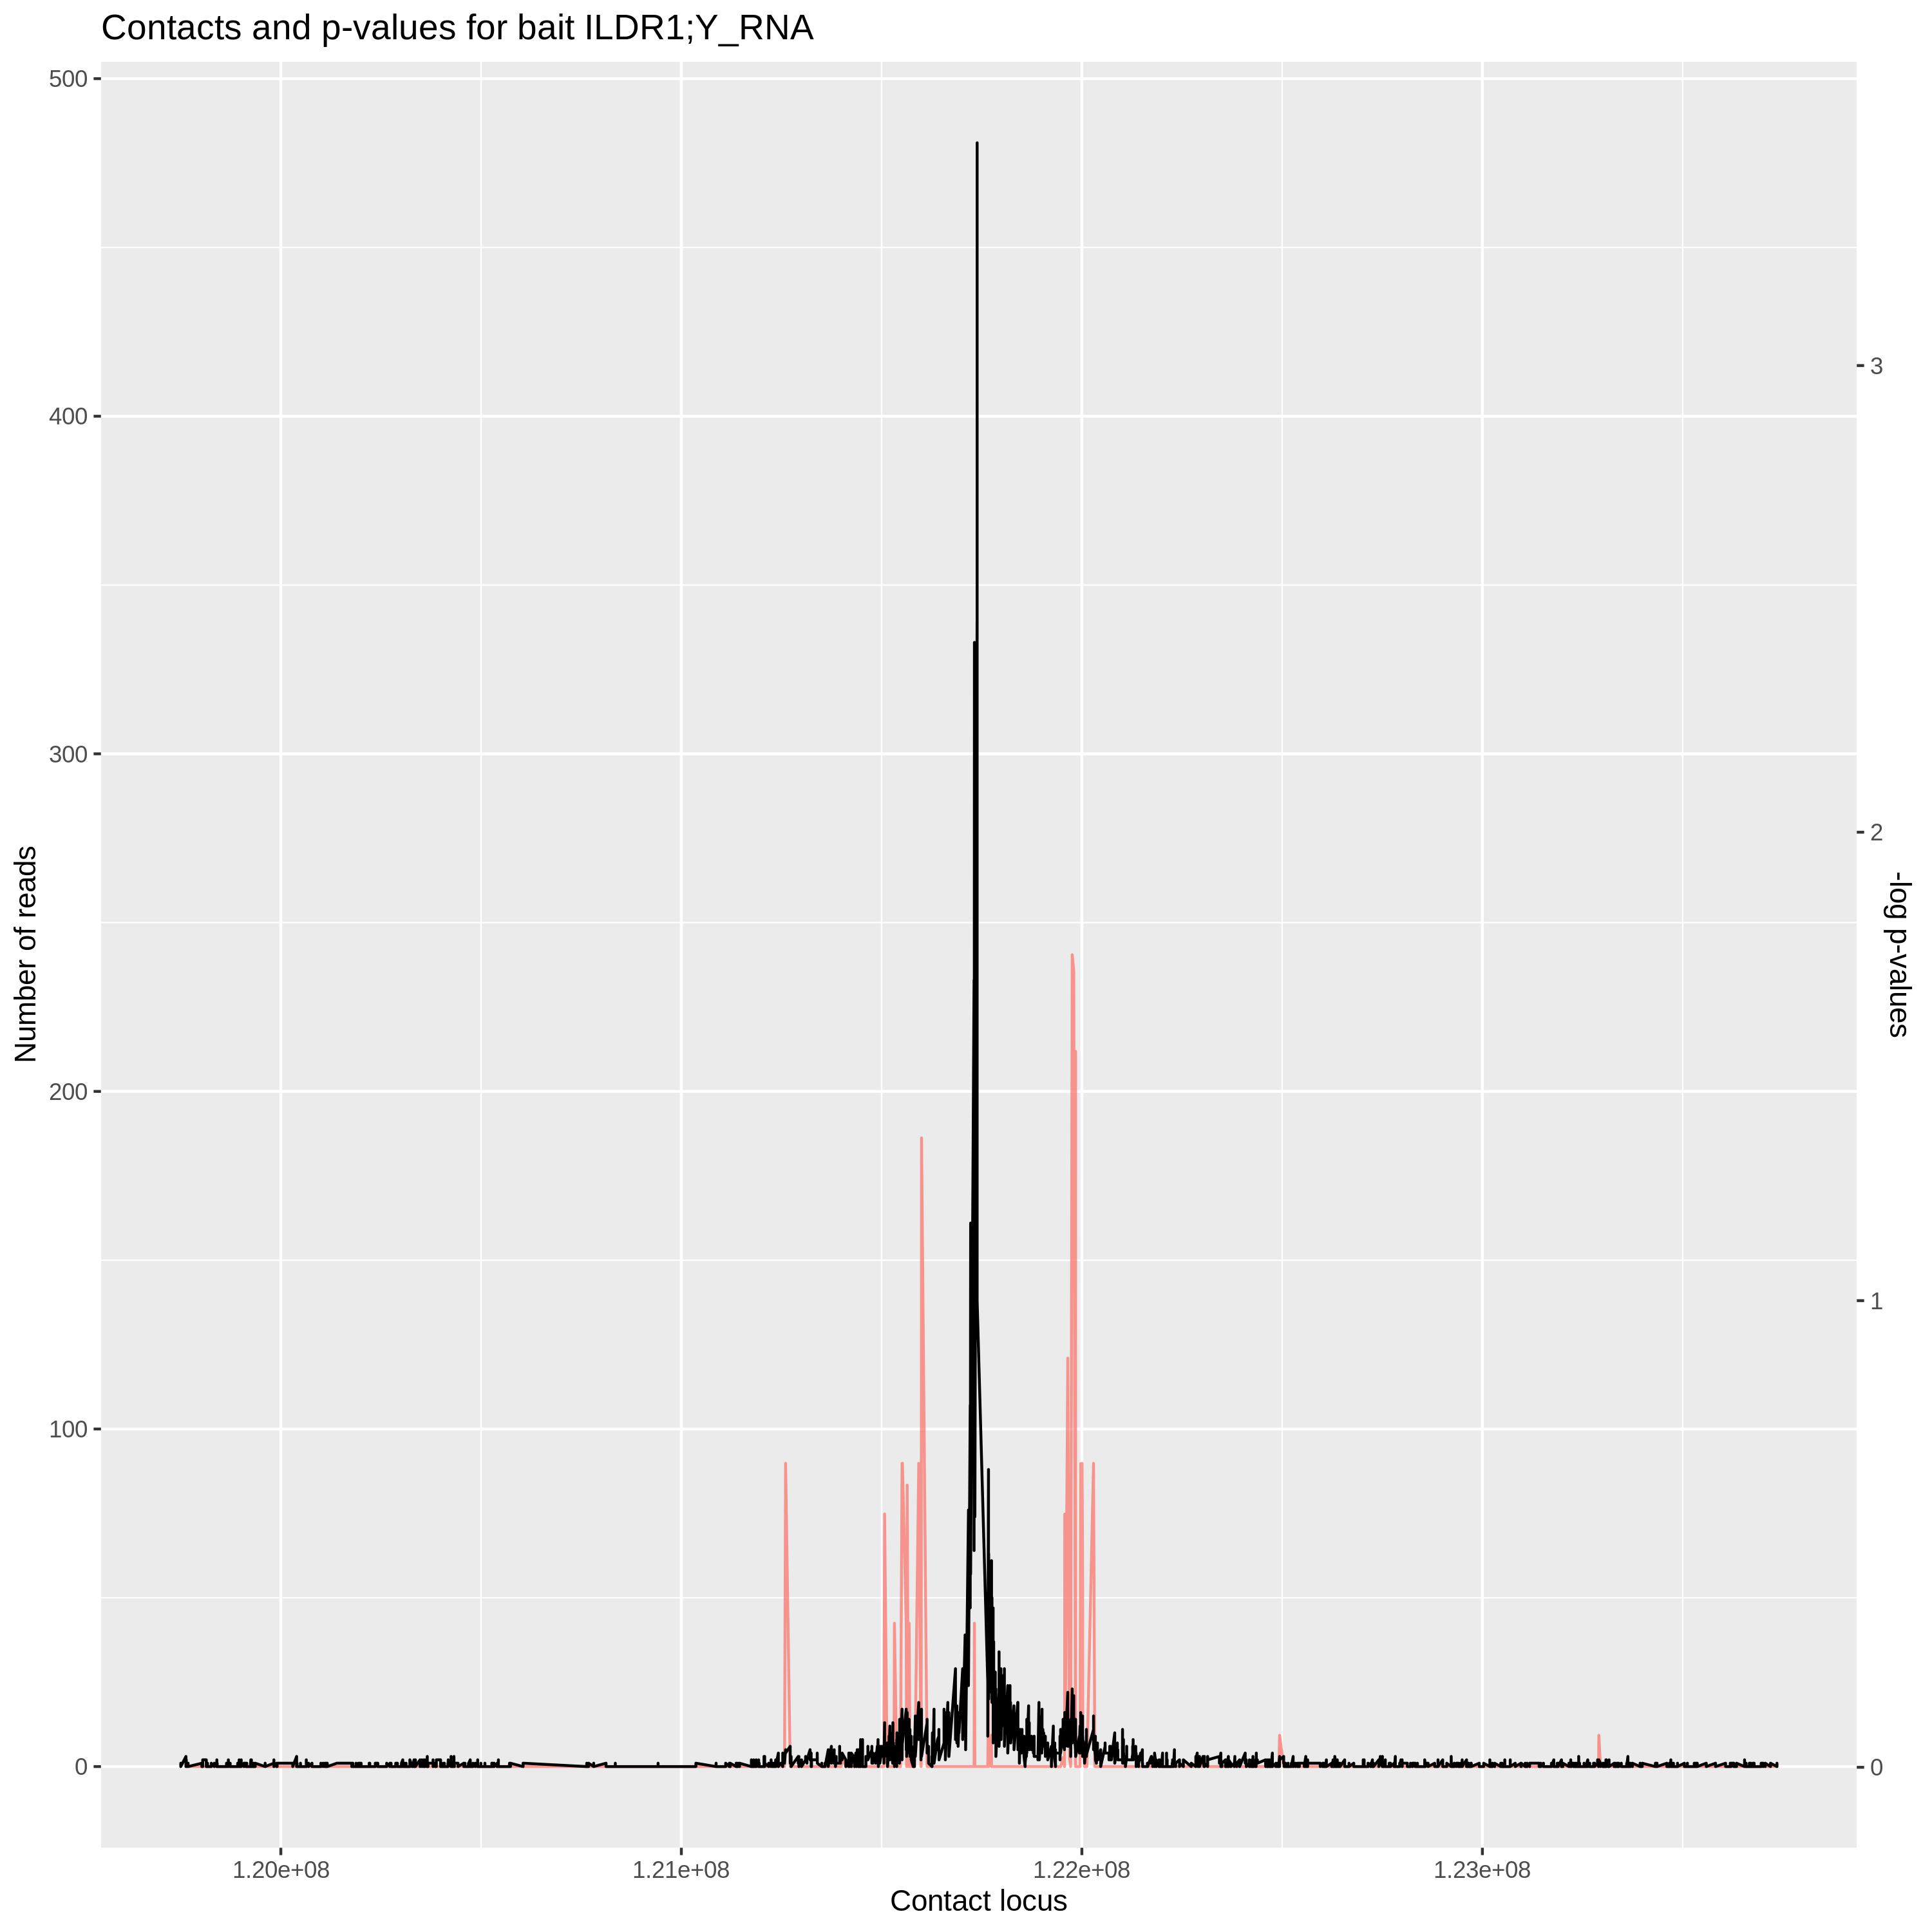 Contacts and p-values for bait ILDR1;Y_RNA
500
400
300
200
100
0
Number of reads
3
2
1
0
-log p-values
1.20e+08
1.21e+08
1.22e+08
1.23e+08
Contact locus